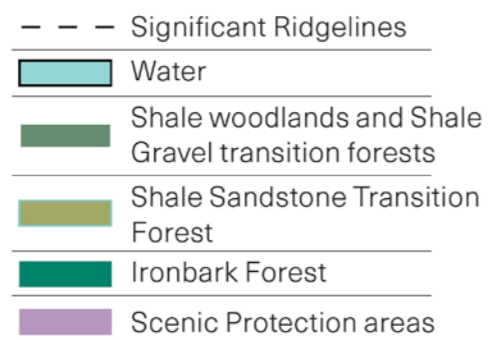 Significant Ridgelines
Water
Shale woodlands and Shale
Gravel transition forests
Shale Sandstone Transition
Forest
Ironbark Forest
Scenic Protection areas